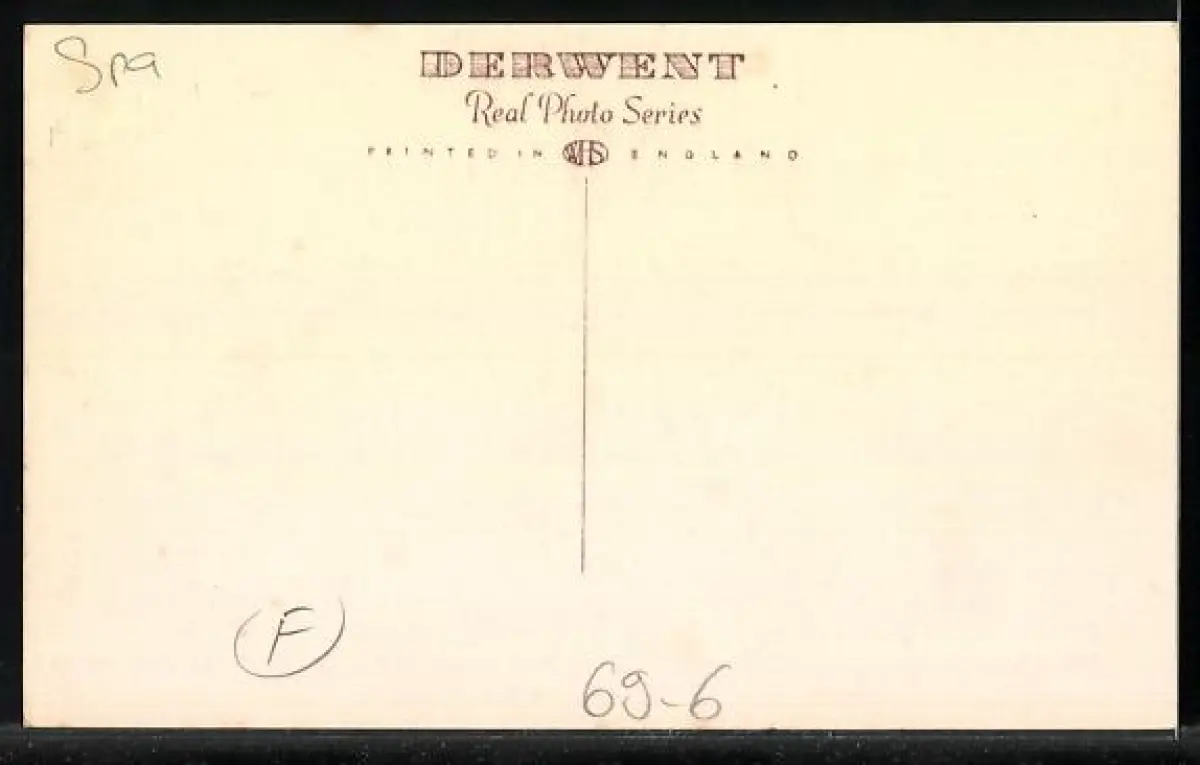 Spa
DERWENT
Real Photo Series
PRINTED IN WHS ENGLAND
F
69-6